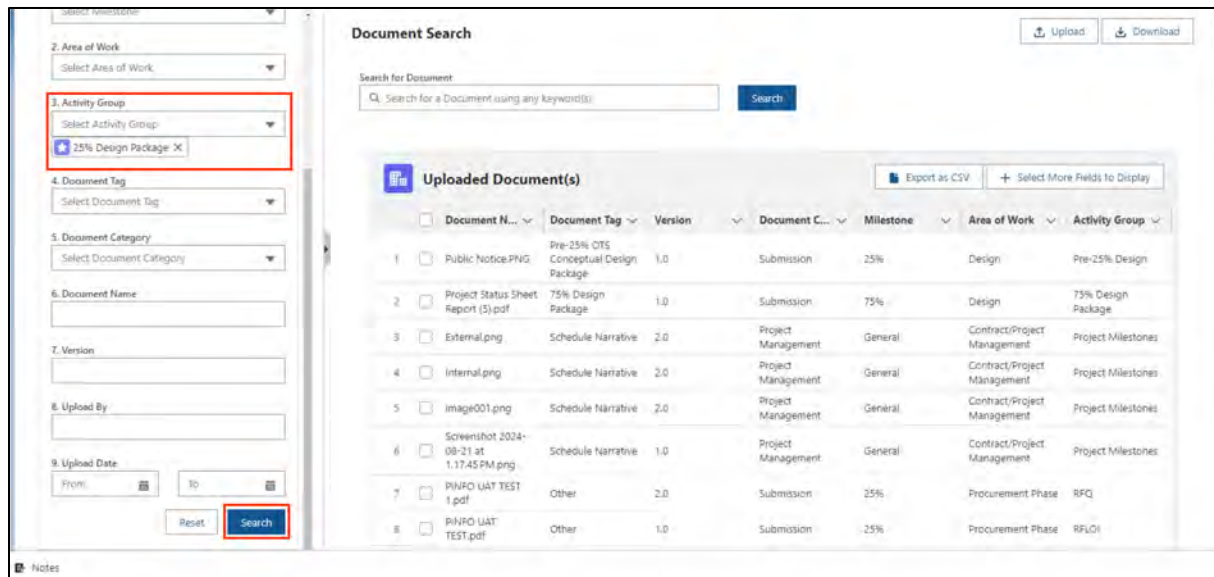 Select Milestone
2. Area of Work
Select Area of Work
3. Activity Group
Select Activity Group
25% Design Package X
4. Document Tag
Select Document Tag
5. Document Category
Select Document Category
6. Document Name
7. Version
8. Upload By
9. Upload Date
From
To
Reset
Search
Document Search
Upload
Download
Search for Document
Search for a Document using any keyword(s)
Search
Uploaded Document(s)
Export as CSV
+ Select More Fields to Display
Document N... Document Tag Version Document C... Milestone Area of Work Activity Group
1 Public Notice.PNG Pre-25% OTS Conceptual Design Package 1.0 Submission 25% Design Pre-25% Design
2 Project Status Sheet Report (5).pdf 75% Design Package 1.0 Submission 75% Design 75% Design Package
3 External.png Schedule Narrative 2.0 Project Management General Contract/Project Management Project Milestones
4 Internal.png Schedule Narrative 2.0 Project Management General Contract/Project Management Project Milestones
5 image001.png Schedule Narrative 2.0 Project Management General Contract/Project Management Project Milestones
6 Screenshot 2024-08-21 at 1.17.45 PM.png Schedule Narrative 1.0 Project Management General Contract/Project Management Project Milestones
7 PINFO UAT TEST 1.pdf Other 2.0 Submission 25% Procurement Phase RFQ
8 PINFO UAT TEST.pdf Other 1.0 Submission 25% Procurement Phase RFLOI
Notes